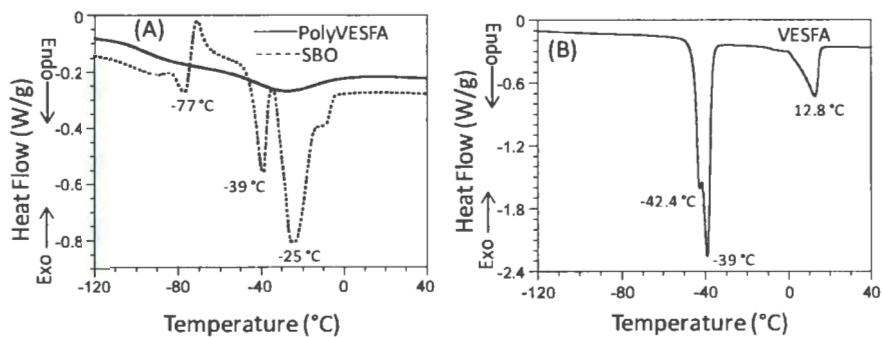 (A)
PolyVESFA
SBO
0
-0.2
-0.4
-0.6
-0.8
Heat Flow (W/g)
Endo
Exo
-77 °C
-39 °C
-25 °C
-120
-80
-40
0
40
Temperature (°C)
(B)
VESFA
0
-0.6
-1.2
-1.8
-2.4
Heat Flow (W/g)
Endo
Exo
-42.4 °C
-39 °C
12.8 °C
-120
-80
-40
0
40
Temperature (°C)